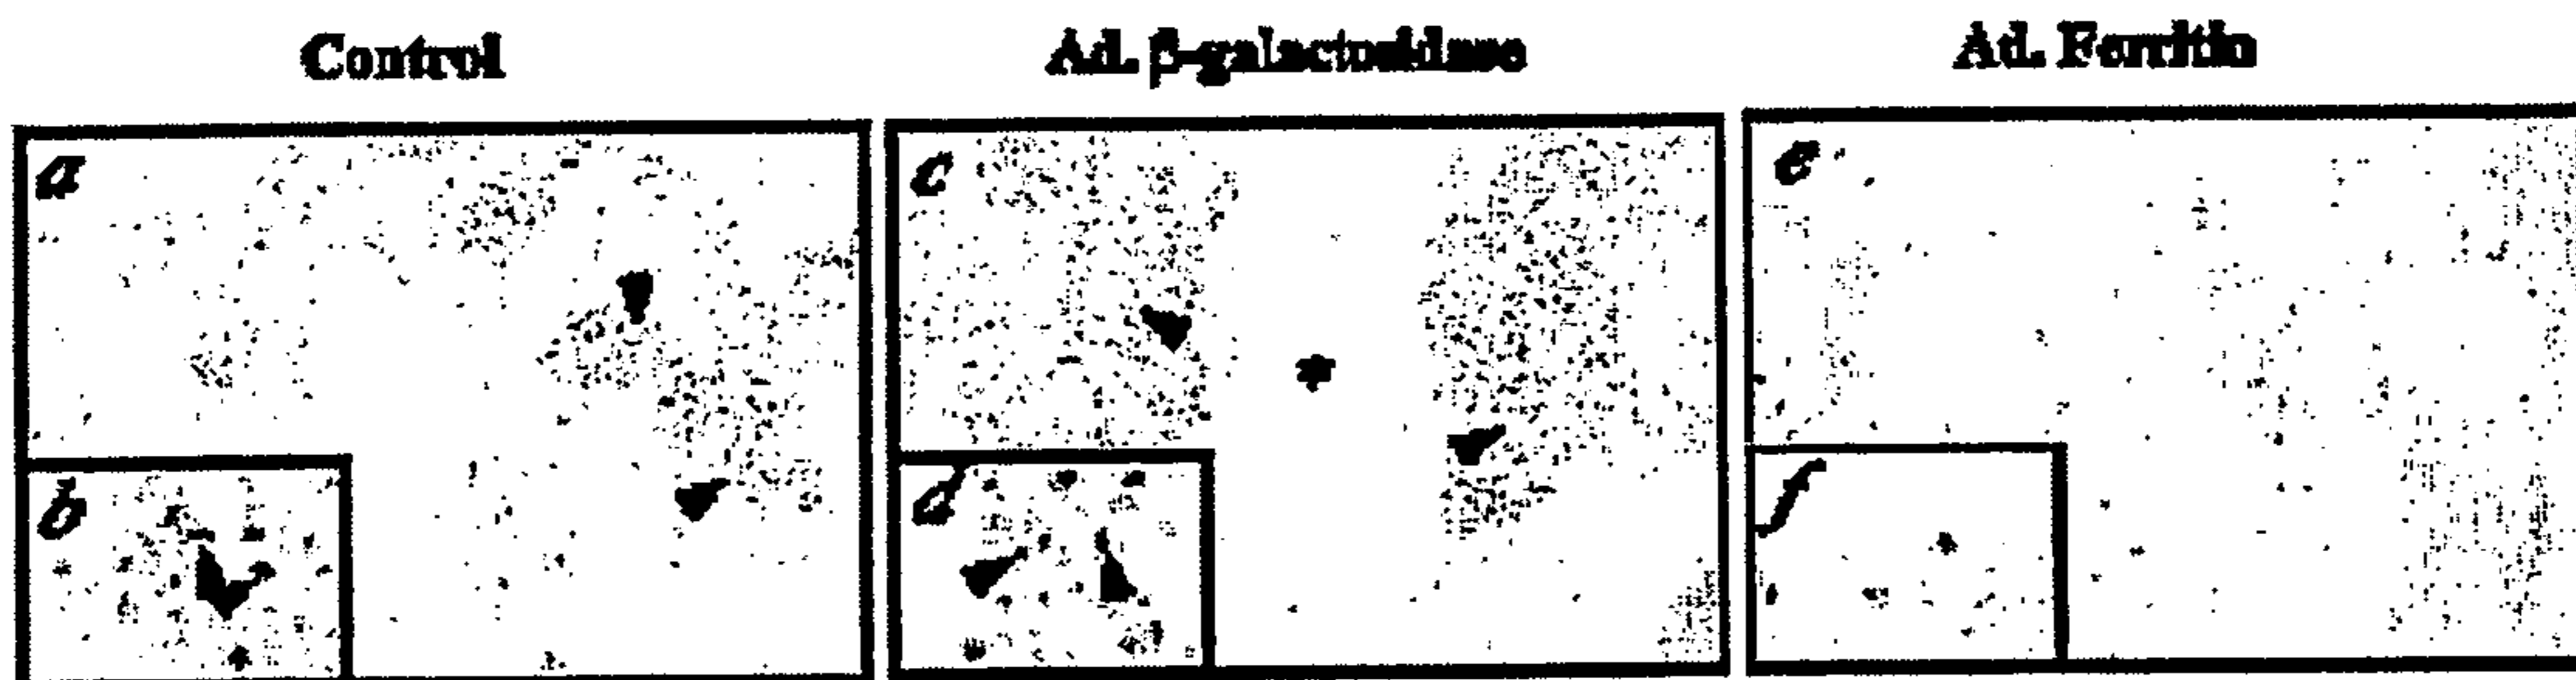 Control
Ad. β-galactosidase
Ad. Ferritin
a
c
e
b
d
f